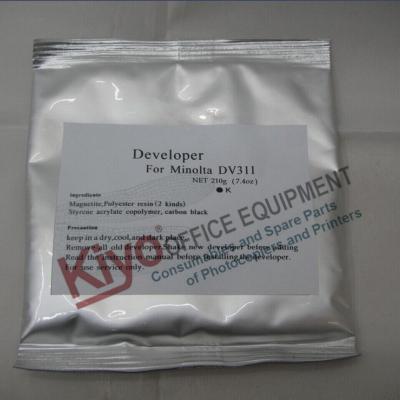 Developer
For Minolta DV311
NET 210g (7.4oz)
K
Ingredients
Magnetite,Polyester resin(2 kinds)
Styrene acrylate copolymer, carbon black
Precaution
keep in a dry,cool,and dark place.
Remove all old developer.Shake new developer before putting
Read the instruction manual before installing the developer.
For use service only.
Kiyo® OFFICE EQUIPMENT
Consumables and Spare Parts
of Photocopiers and Printers